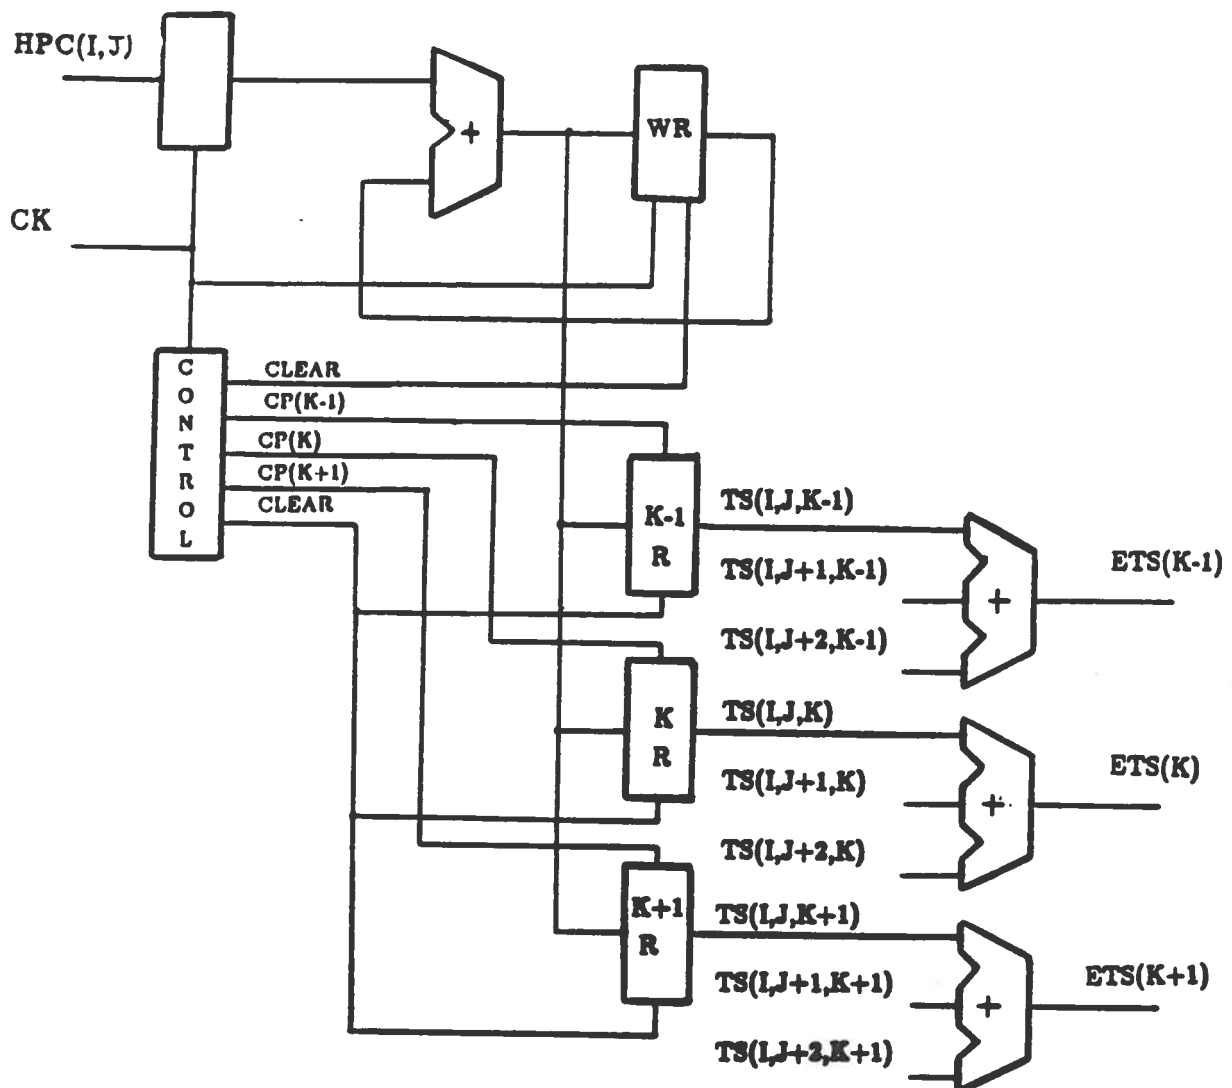 HPC(I,J)
+
WR
CK
CONTROL
CLEAR
CP(K-1)
CP(K)
CP(K+1)
CLEAR
K-1
R
TS(I,J,K-1)
TS(I,J+1,K-1)
TS(I,J+2,K-1)
+
ETS(K-1)
K
R
TS(I,J,K)
TS(I,J+1,K)
TS(I,J+2,K)
+
ETS(K)
K+1
R
TS(I,J,K+1)
TS(I,J+1,K+1)
TS(I,J+2,K+1)
+
ETS(K+1)